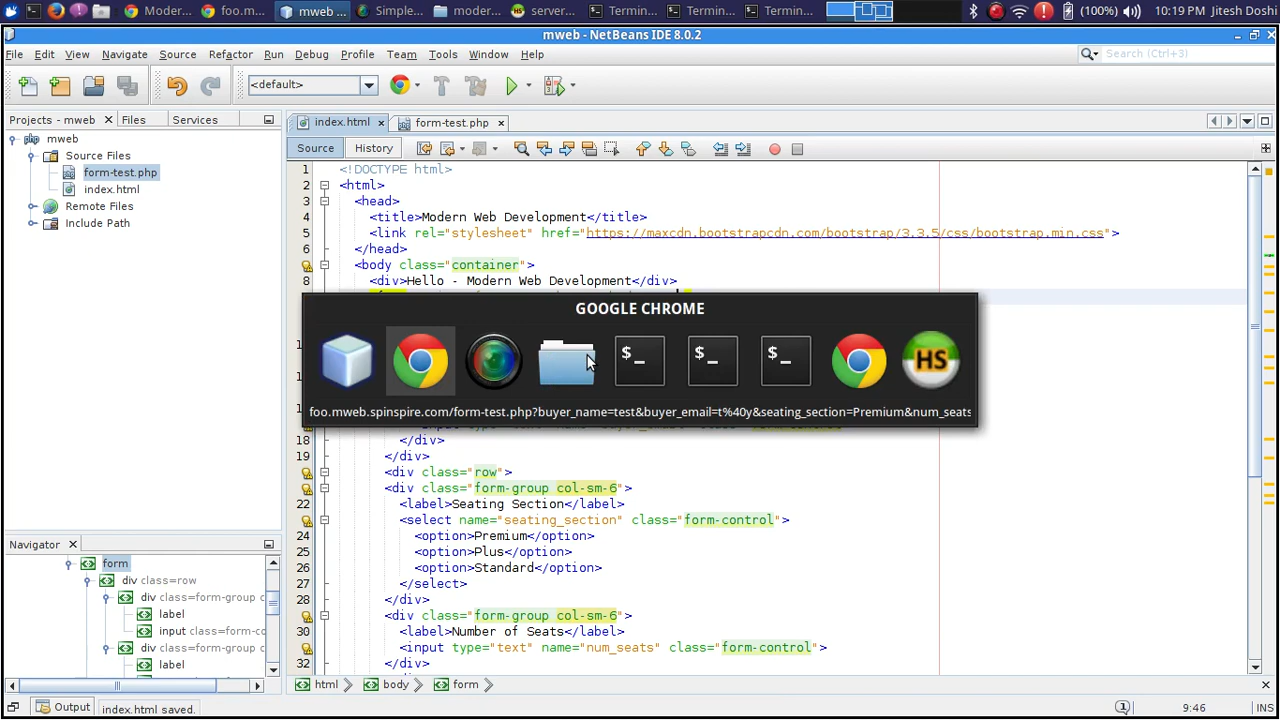 Moder...
foo.m...
mweb ...
Simple...
moder...
server...
Termin...
Termin...
Termin...
(100%)
10:19 PM Jitesh Doshi
mweb - NetBeans IDE 8.0.2
File Edit View Navigate Source Refactor Run Debug Profile Team Tools Window Help
Search (Ctrl+3)
<default>
Projects - mweb
Files
Services
index.html
form-test.php
mweb
Source Files
form-test.php
index.html
Remote Files
Include Path
Source
History
1 <!DOCTYPE html>
2 <html>
3 <head>
4 <title>Modern Web Development</title>
5 <link rel="stylesheet" href="https://maxcdn.bootstrapcdn.com/bootstrap/3.3.5/css/bootstrap.min.css">
6 </head>
<body class="container">
8 <div>Hello - Modern Web Development</div>
GOOGLE CHROME
$_
$_
$_
HS
foo.mweb.spinspire.com/form-test.php?buyer_name=test&buyer_email=t%40y&seating_section=Premium&num_seats
18 </div>
19 </div>
<div class="row">
<div class="form-group col-sm-6">
22 <label>Seating Section</label>
<select name="seating_section" class="form-control">
24 <option>Premium</option>
25 <option>Plus</option>
26 <option>Standard</option>
27 </select>
28 </div>
<div class="form-group col-sm-6">
30 <label>Number of Seats</label>
<input type="text" name="num_seats" class="form-control">
32 </div>
Navigator
form
div class=row
div class=form-group c
label
input class=form-co
div class=form-group c
label
html
body
form
Output
index.html saved.
1
9:46
INS